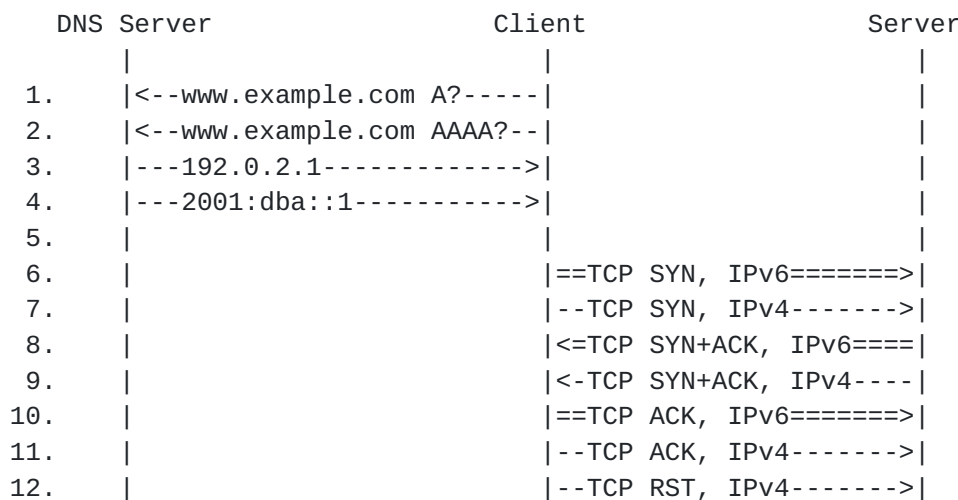 DNS Server                  Client                  Server
        |                          |                       |
  1.    |<--www.example.com A?-----|                       |
  2.    |<--www.example.com AAAA?--|                       |
  3.    |---192.0.2.1------------->|                       |
  4.    |---2001:dba::1----------->|                       |
  5.    |                          |                       |
  6.    |                          |==TCP SYN, IPv6=======>|
  7.    |                          |--TCP SYN, IPv4------->|
  8.    |                          |<=TCP SYN+ACK, IPv6====|
  9.    |                          |<-TCP SYN+ACK, IPv4----|
 10.    |                          |==TCP ACK, IPv6=======>|
 11.    |                          |--TCP ACK, IPv4------->|
 12.    |                          |--TCP RST, IPv4------->|